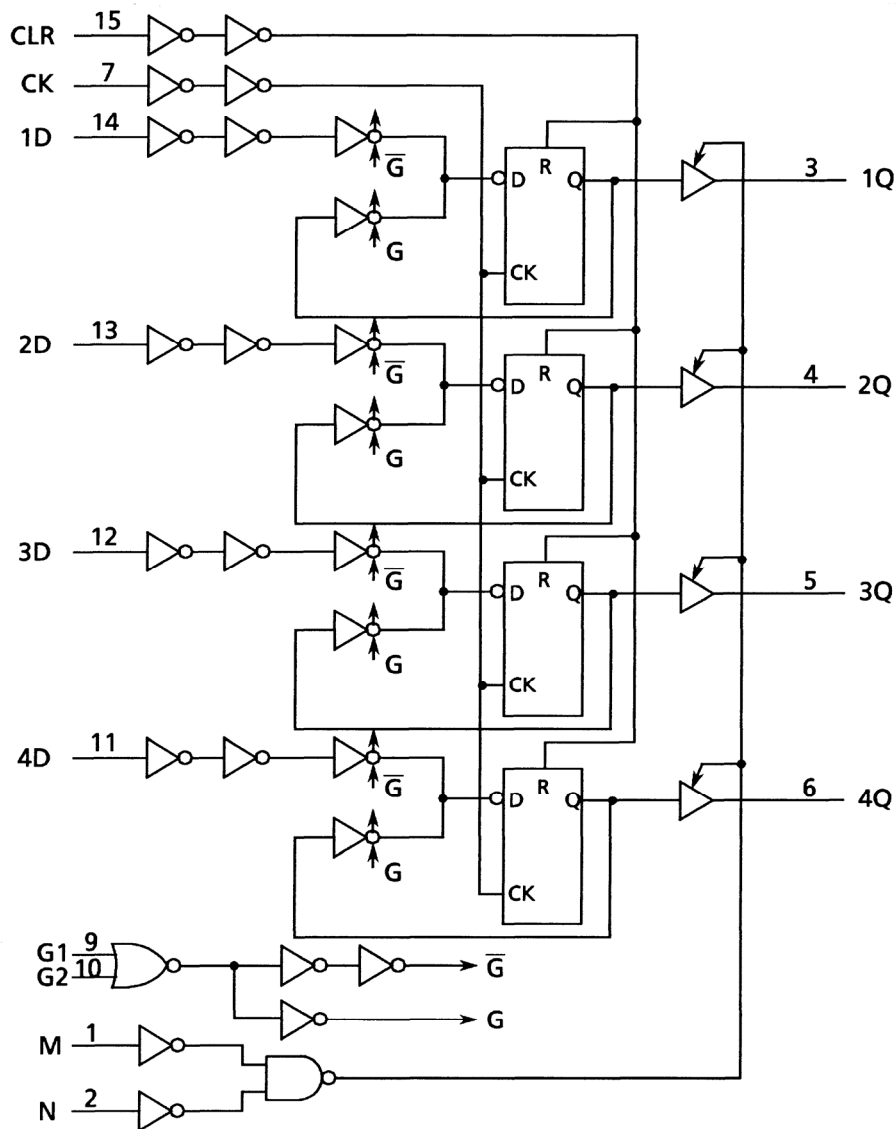 CLR 15
CK 7
1D 14
G̅
G
D R Q
CK
3 1Q
2D 13
G̅
G
D R Q
CK
4 2Q
3D 12
G̅
G
D R Q
CK
5 3Q
4D 11
G̅
G
D R Q
CK
6 4Q
G1 9
G2 10
G̅
G
M 1
N 2